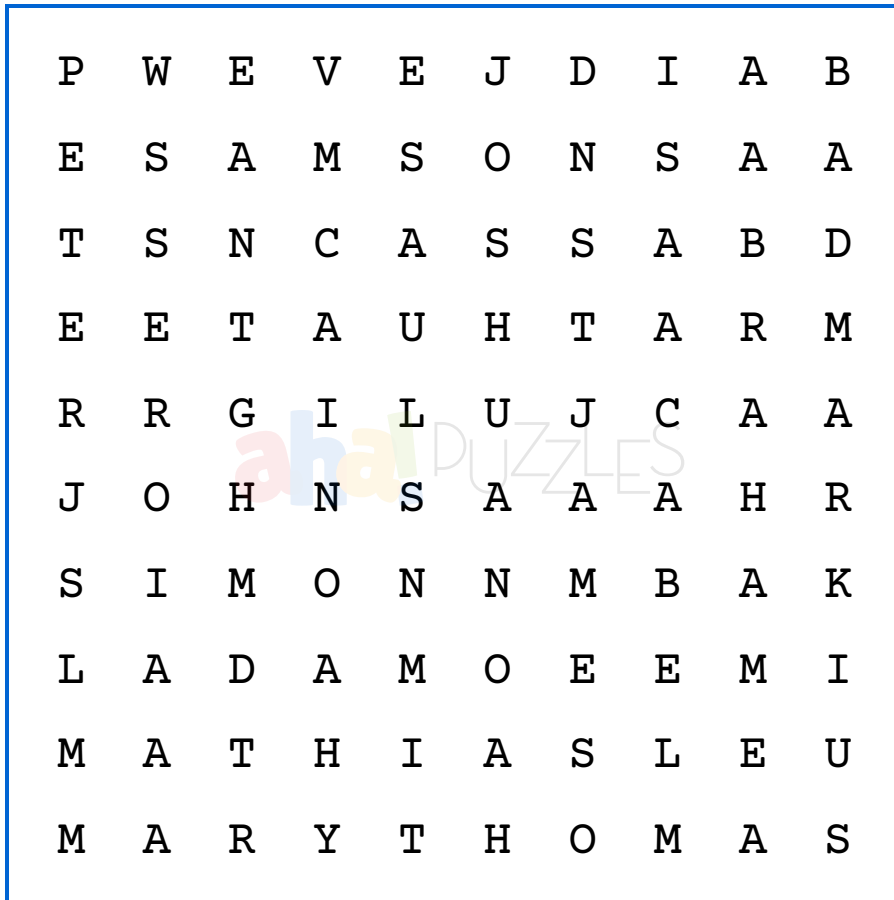 P W E V E J D I A B
E S A M S O N S A A
T S N C A S S A B D
E E T A U H T A R M
R R G I L U J C A A
aha! PUZZLES
J O H N S A A A H R
S I M O N N M B A K
L A D A M O E E M I
M A T H I A S L E U
M A R Y T H O M A S